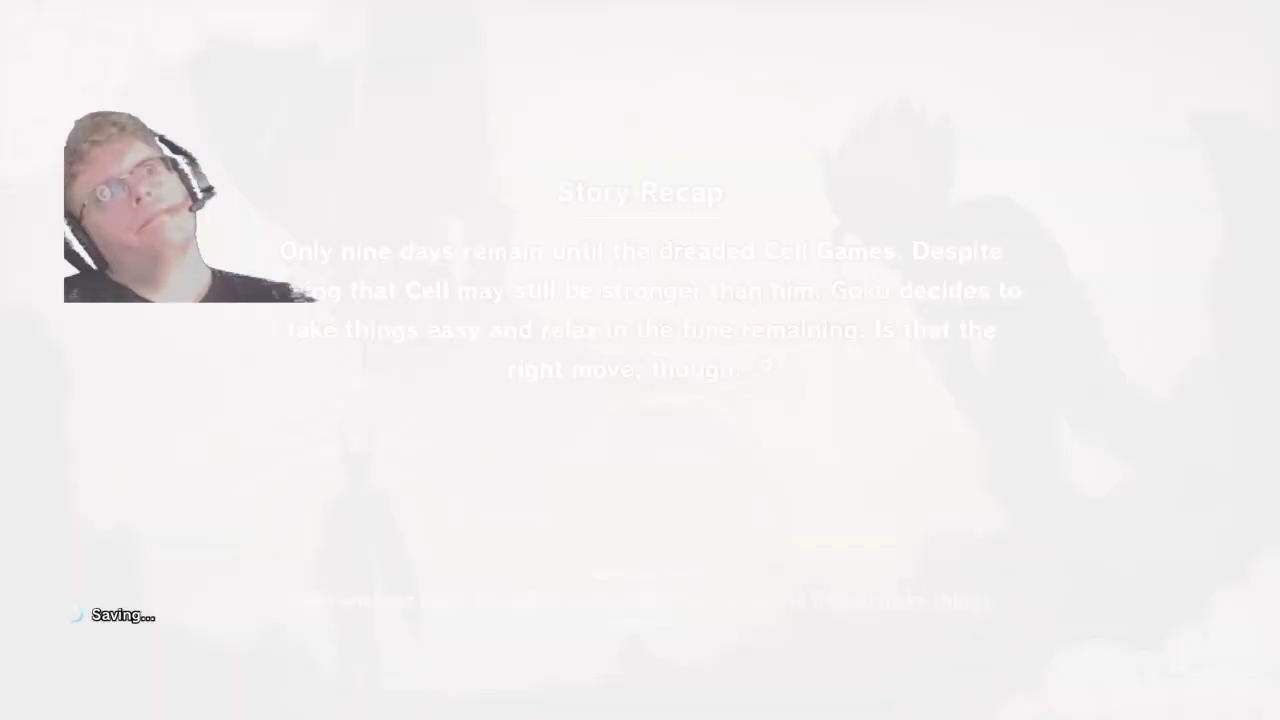 Story Recap
Only nine days remain until the dreaded Cell Games. Despite
that Cell may still be stronger than him, Goku decides to
take things easy and relax in the time remaining. Is that the
right move, though...?
make things
Saving...